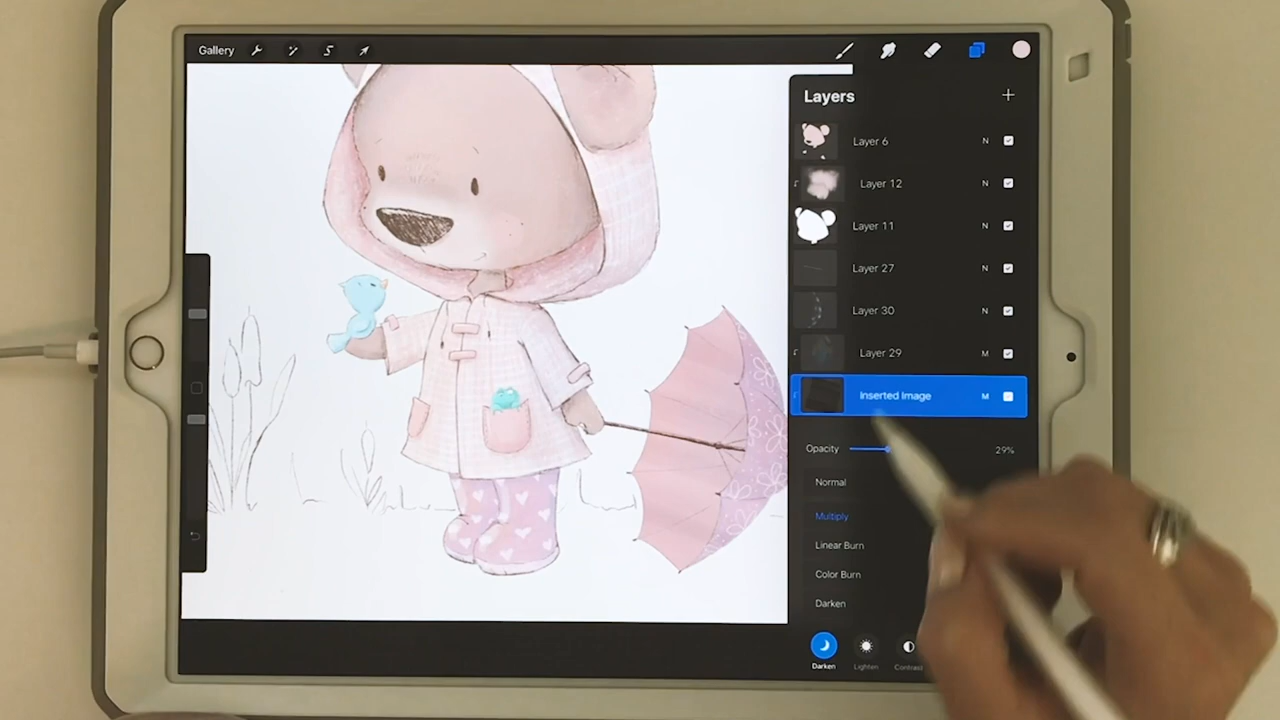 Gallery
Layers
Layer 6 N
Layer 12 N
Layer 11 N
Layer 27 N
Layer 30 N
Layer 29 M
Inserted Image M
Opacity 29%
Normal
Multiply
Linear Burn
Color Burn
Darken
Darken Lighten Contrast